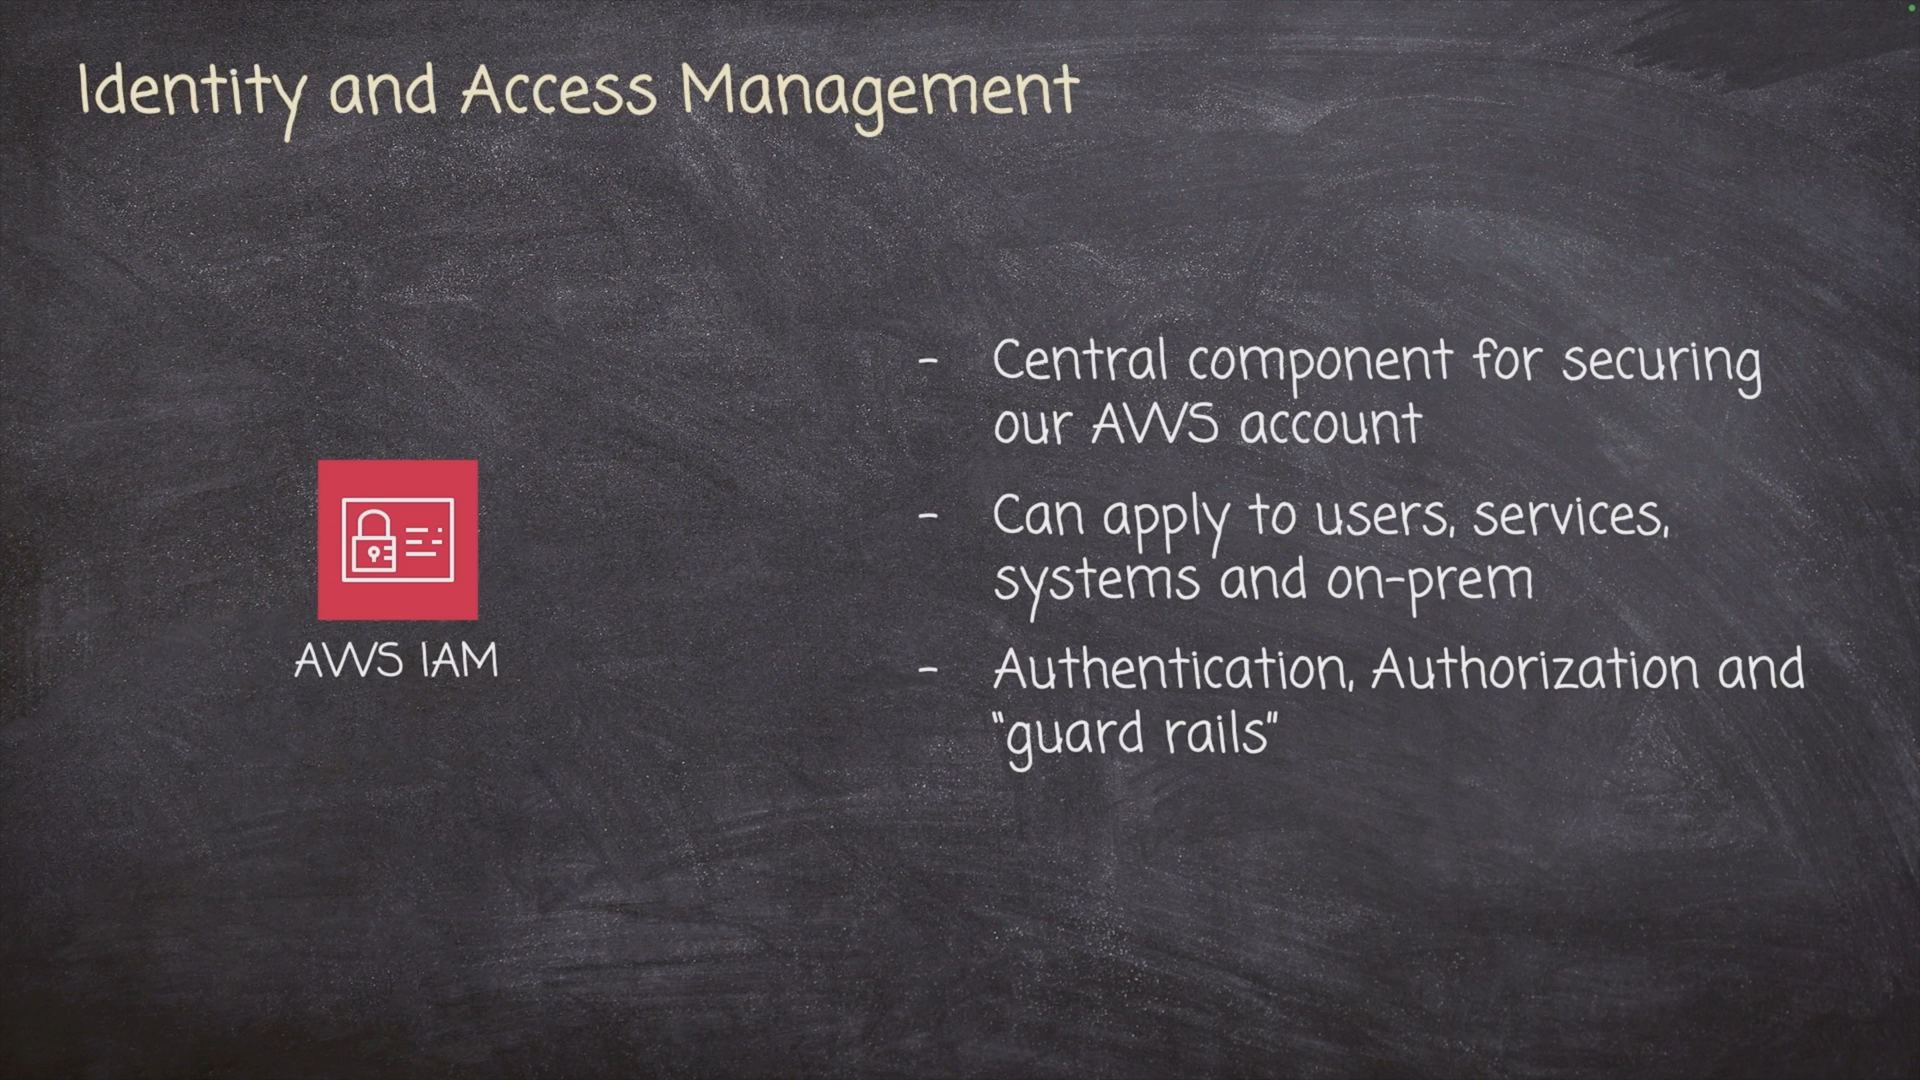 Identity and Access Management
- Central component for securing
our AWS account
- Can apply to users, services,
systems and on-prem
- Authentication, Authorization and
"guard rails"
AWS IAM